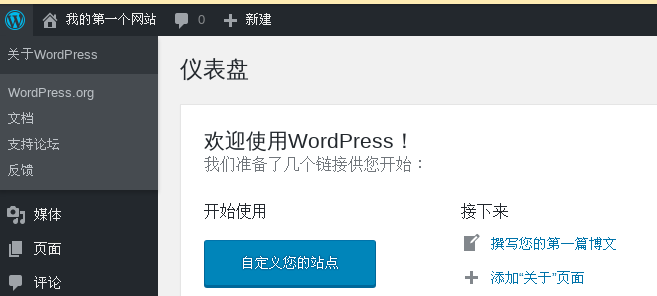 我的第一个网站 0 新建
关于WordPress
WordPress.org
文档
支持论坛
反馈
媒体
页面
评论
仪表盘
欢迎使用WordPress！
我们准备了几个链接供您开始：
开始使用
自定义您的站点
接下来
撰写您的第一篇博文
添加“关于”页面